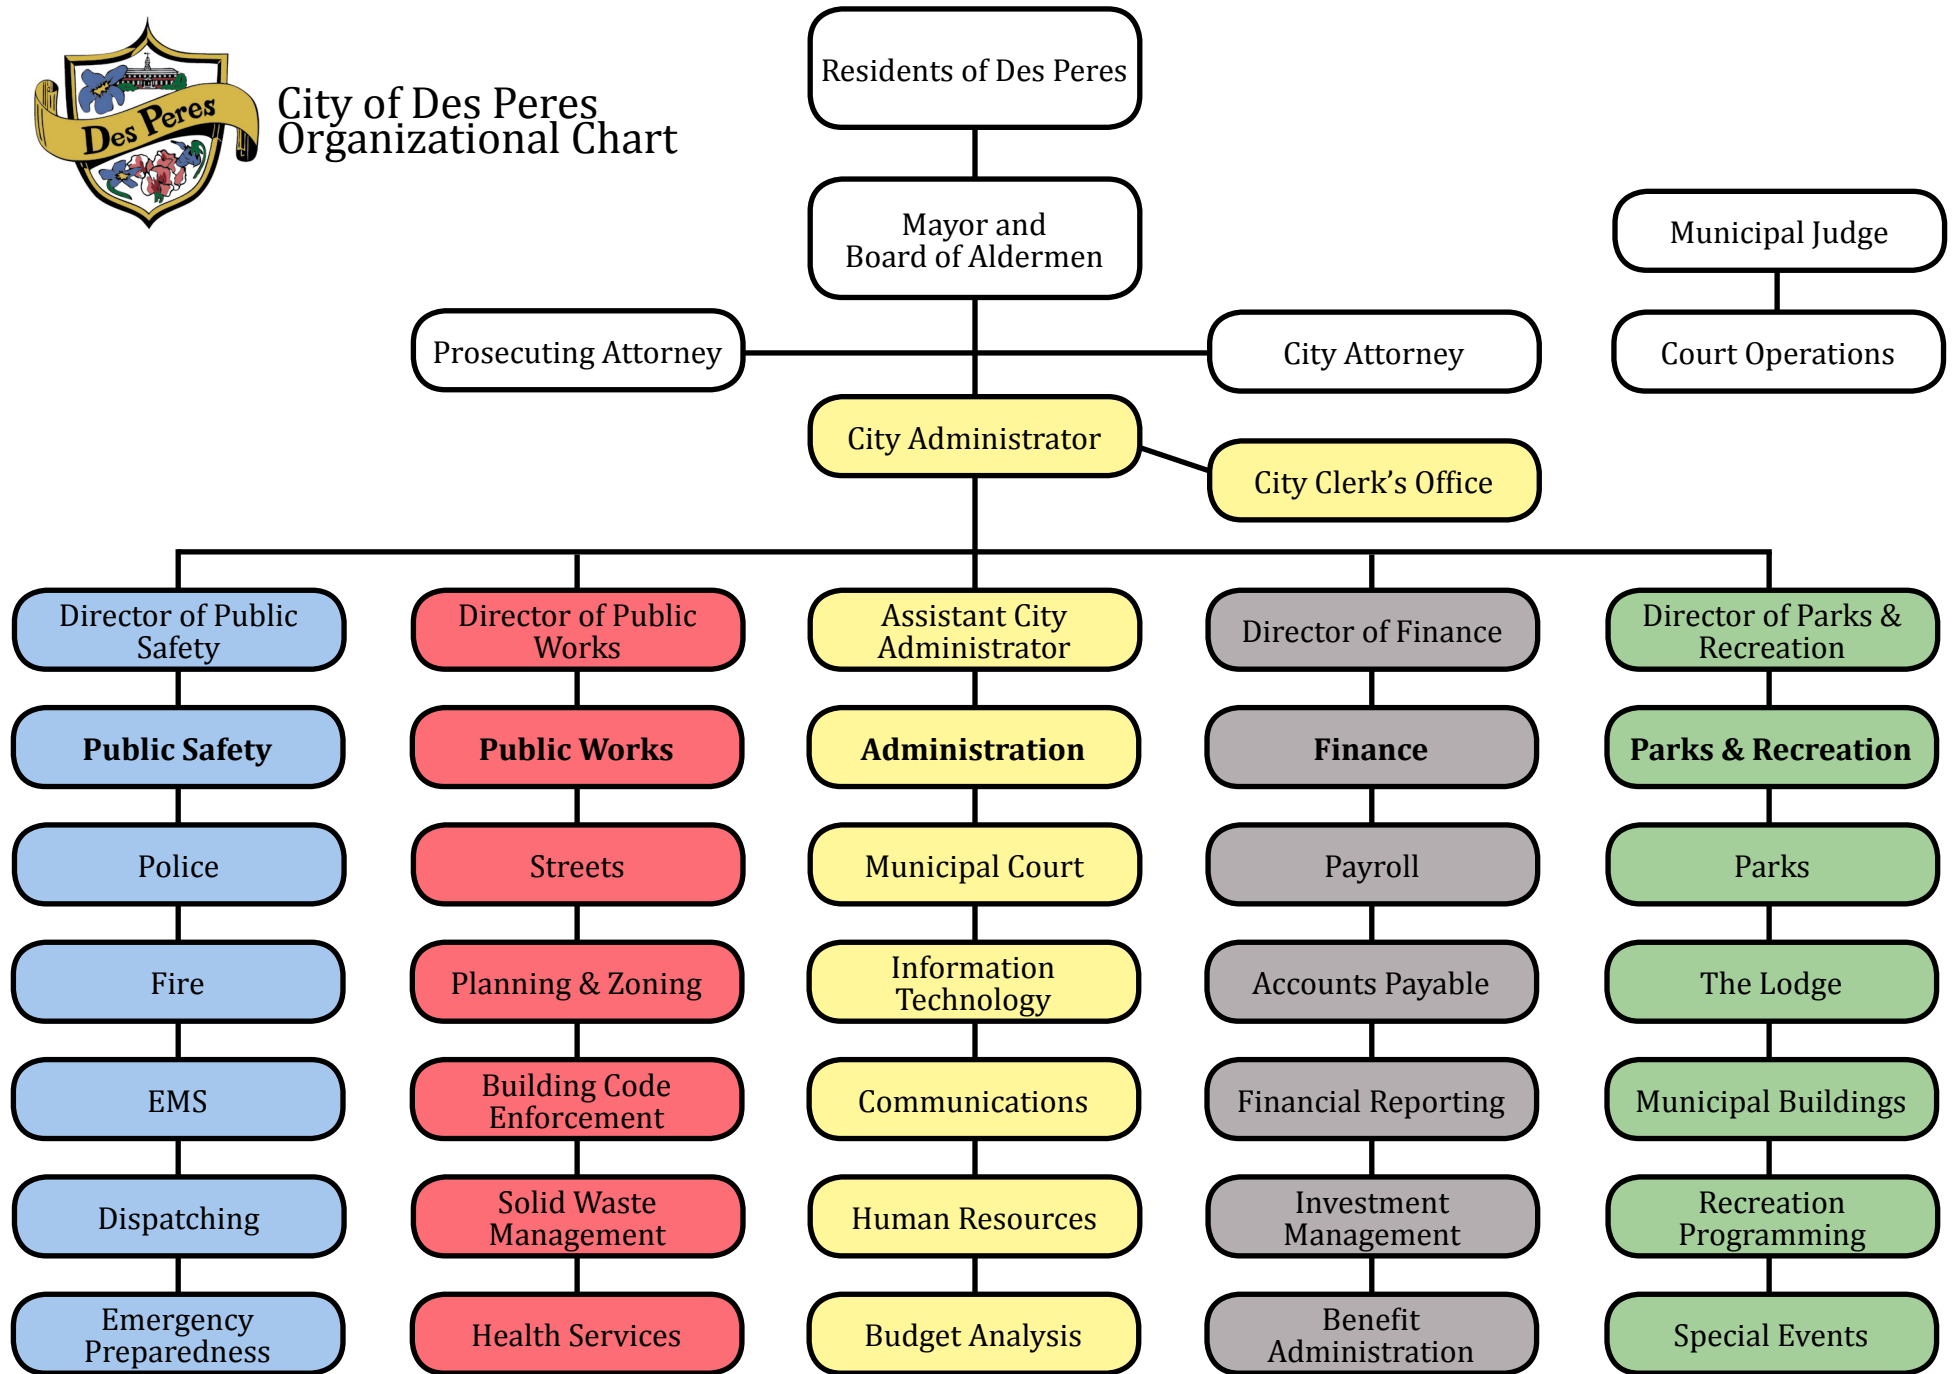 Des Peres
City of Des Peres
Organizational Chart
Residents of Des Peres
Mayor and
Board of Aldermen
Municipal Judge
Prosecuting Attorney
City Attorney
Court Operations
City Administrator
City Clerk’s Office
Director of Public
Safety
Director of Public
Works
Assistant City
Administrator
Director of Finance
Director of Parks &
Recreation
Public Safety
Public Works
Administration
Finance
Parks & Recreation
Police
Streets
Municipal Court
Payroll
Parks
Fire
Planning & Zoning
Information
Technology
Accounts Payable
The Lodge
EMS
Building Code
Enforcement
Communications
Financial Reporting
Municipal Buildings
Dispatching
Solid Waste
Management
Human Resources
Investment
Management
Recreation
Programming
Emergency
Preparedness
Health Services
Budget Analysis
Benefit
Administration
Special Events